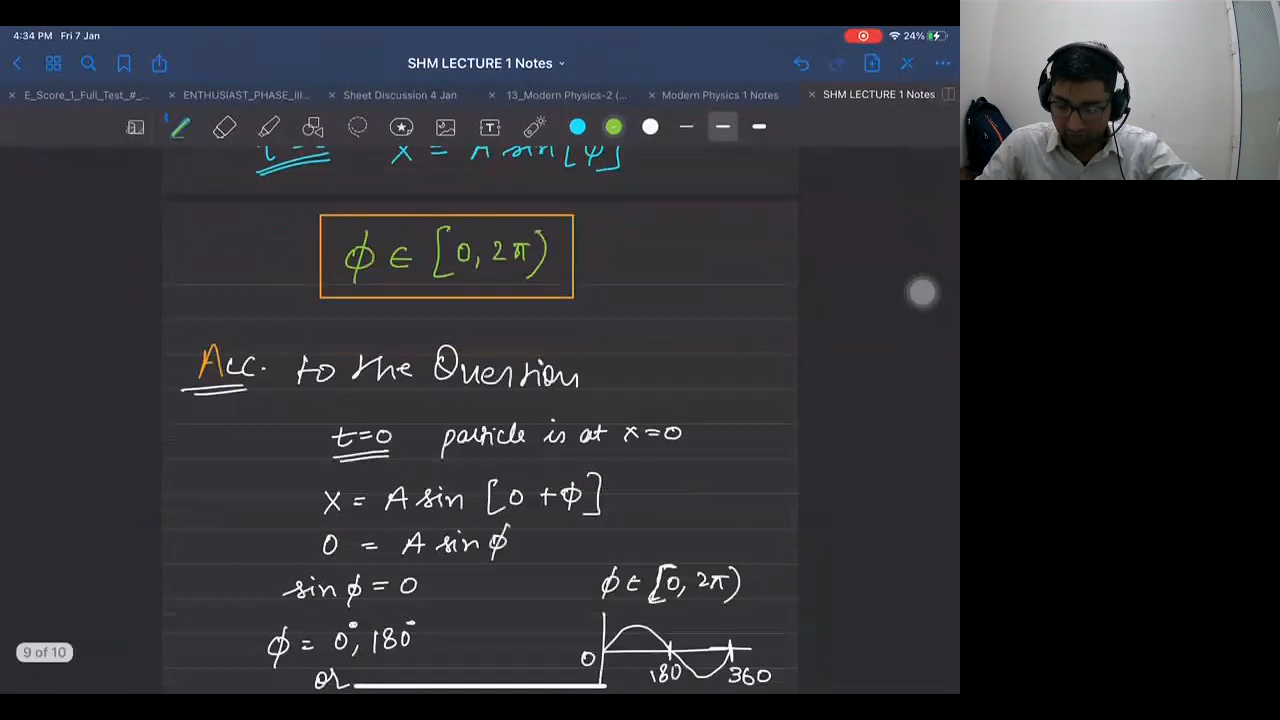 4:34 PM Fri 7 Jan
24%
SHM LECTURE 1 Notes
E_Score_1_Full_Test_#_...
ENTHUSIAST_PHASE_III...
Sheet Discussion 4 Jan
13_Modern Physics-2 (...
Modern Physics 1 Notes
SHM LECTURE 1 Notes
x = A sin [φ]
φ ∈ [0, 2π)
Acc. to the Question
t=0 particle is at x=0
x = A sin [0 + φ]
0 = A sin φ
sin φ = 0
φ ∈ [0, 2π)
φ = 0°, 180°
0
180
360
or
9 of 10